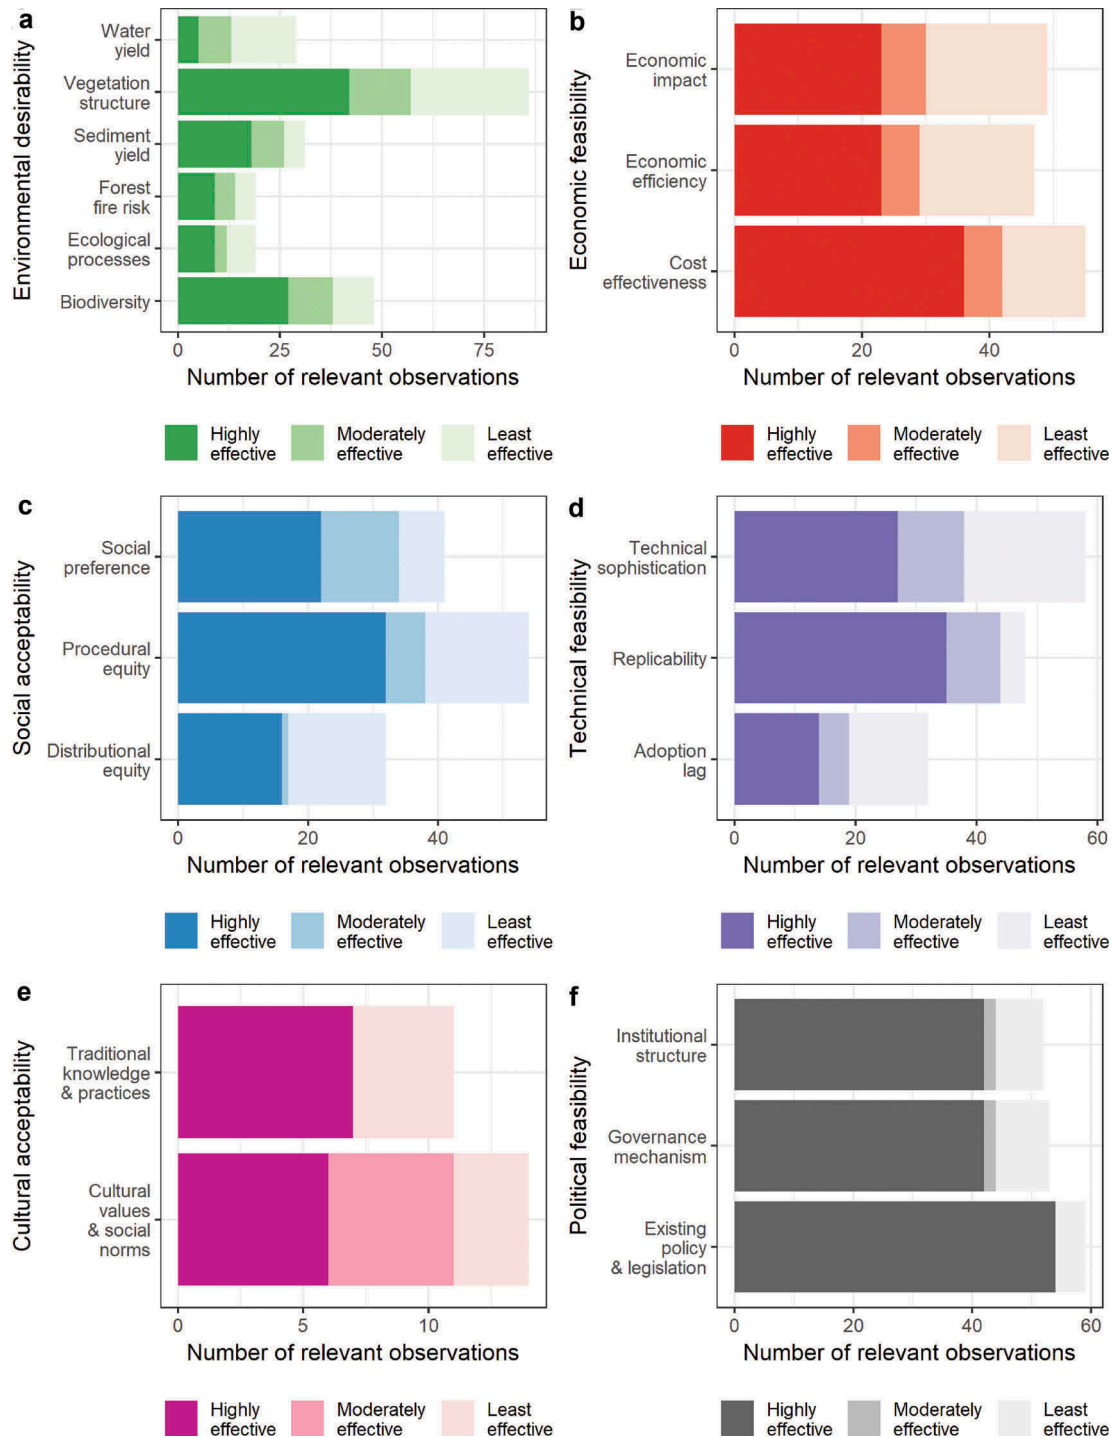 a
Environmental desirability
Water
yield
Vegetation
structure
Sediment
yield
Forest
fire risk
Ecological
processes
Biodiversity
0 25 50 75
Number of relevant observations
Highly
effective
Moderately
effective
Least
effective
b
Economic feasibility
Economic
impact
Economic
efficiency
Cost
effectiveness
0 20 40
Number of relevant observations
Highly
effective
Moderately
effective
Least
effective
c
Social acceptability
Social
preference
Procedural
equity
Distributional
equity
0 20 40
Number of relevant observations
Highly
effective
Moderately
effective
Least
effective
d
Technical feasibility
Technical
sophistication
Replicability
Adoption
lag
0 20 40 60
Number of relevant observations
Highly
effective
Moderately
effective
Least
effective
e
Cultural acceptability
Traditional
knowledge
& practices
Cultural
values
& social
norms
0 5 10
Number of relevant observations
Highly
effective
Moderately
effective
Least
effective
f
Political feasibility
Institutional
structure
Governance
mechanism
Existing
policy
& legislation
0 20 40 60
Number of relevant observations
Highly
effective
Moderately
effective
Least
effective